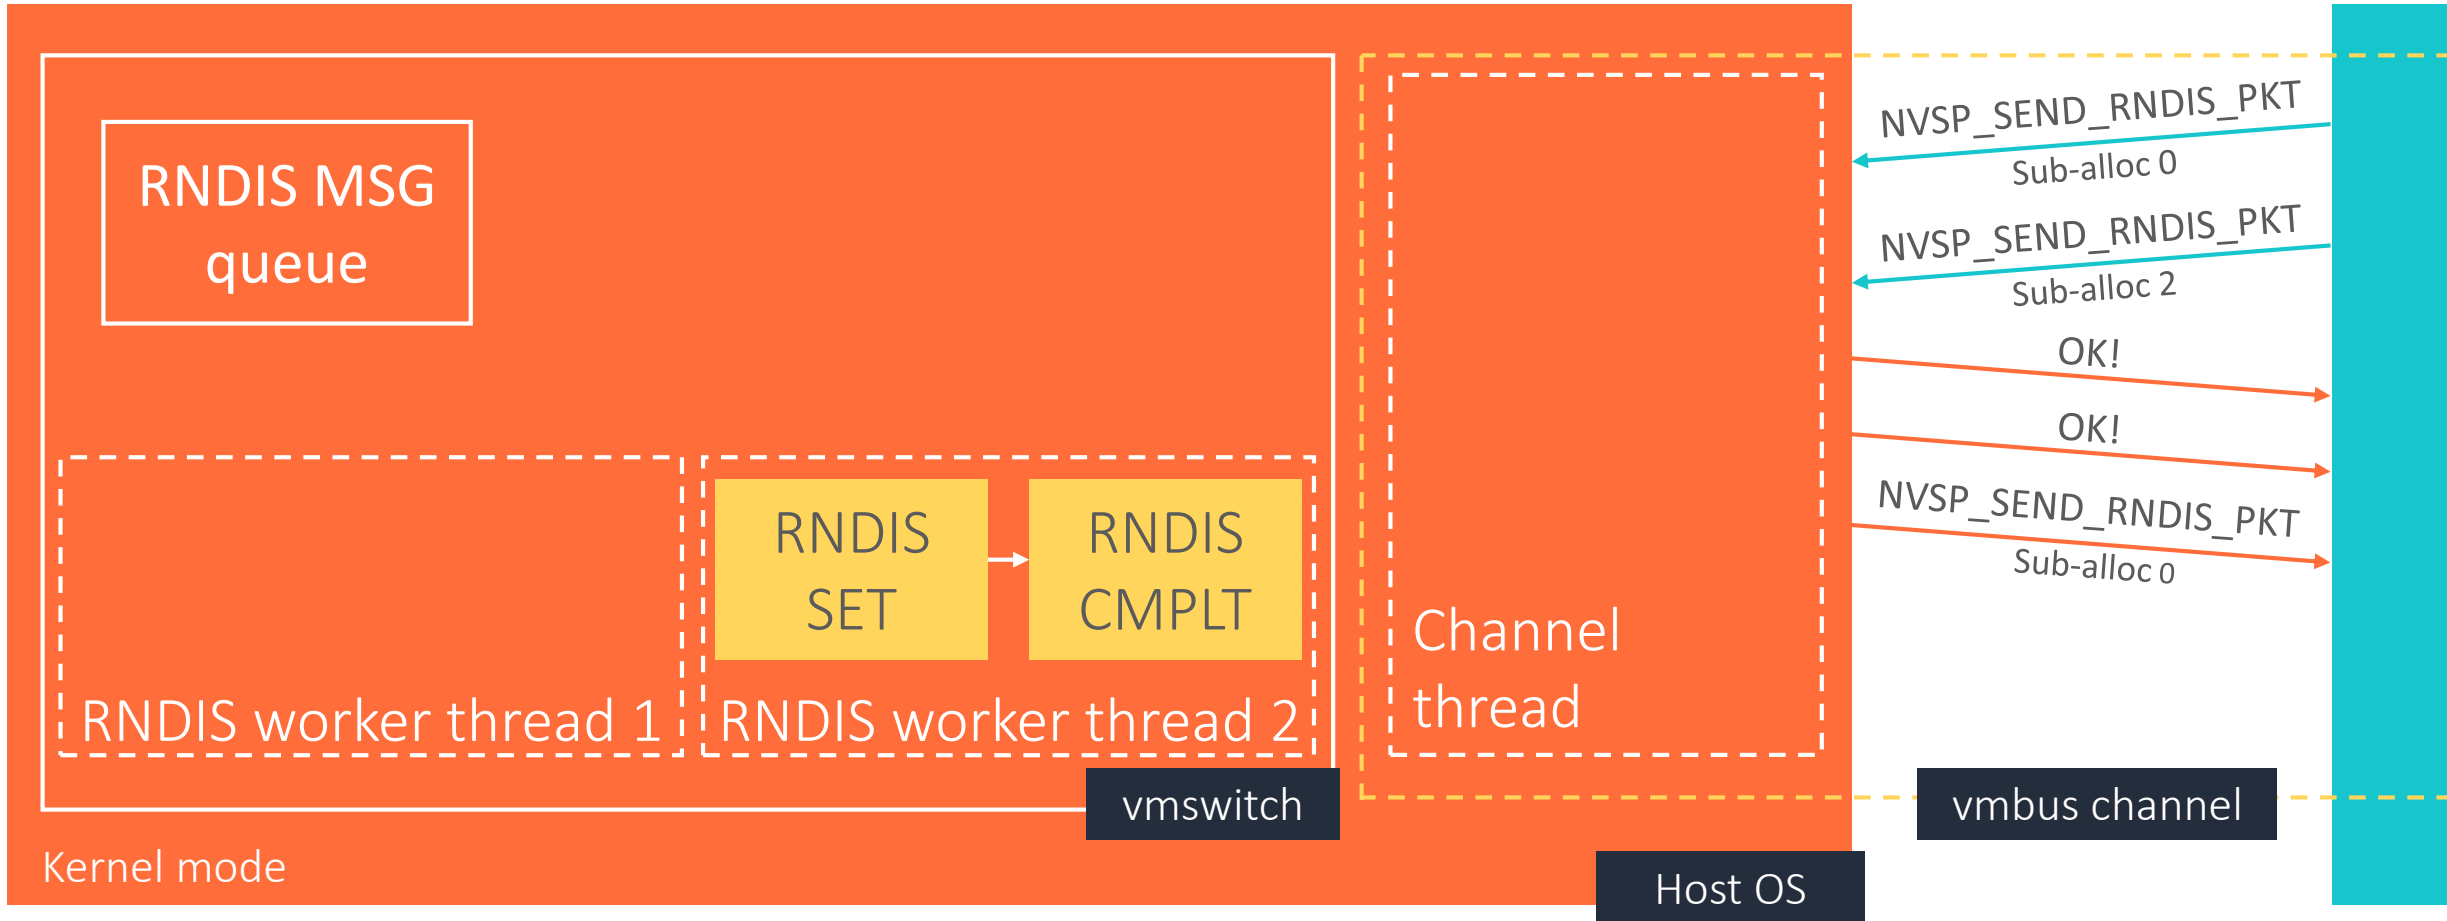 RNDIS MSG
queue
RNDIS worker thread 1
RNDIS
SET
RNDIS
CMPLT
RNDIS worker thread 2
vmswitch
Kernel mode
Channel
thread
Host OS
NVSP_SEND_RNDIS_PKT
Sub-alloc 0
NVSP_SEND_RNDIS_PKT
Sub-alloc 2
OK!
OK!
NVSP_SEND_RNDIS_PKT
Sub-alloc 0
vmbus channel